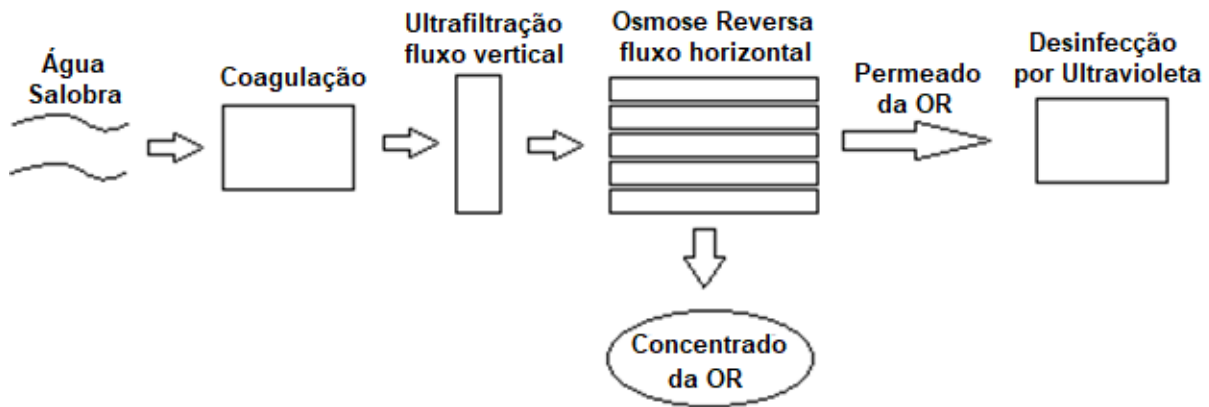 Água
Salobra
Coagulação
Ultrafiltração
fluxo vertical
Osmose Reversa
fluxo horizontal
Permeado
da OR
Desinfecção
por Ultravioleta
Concentrado
da OR